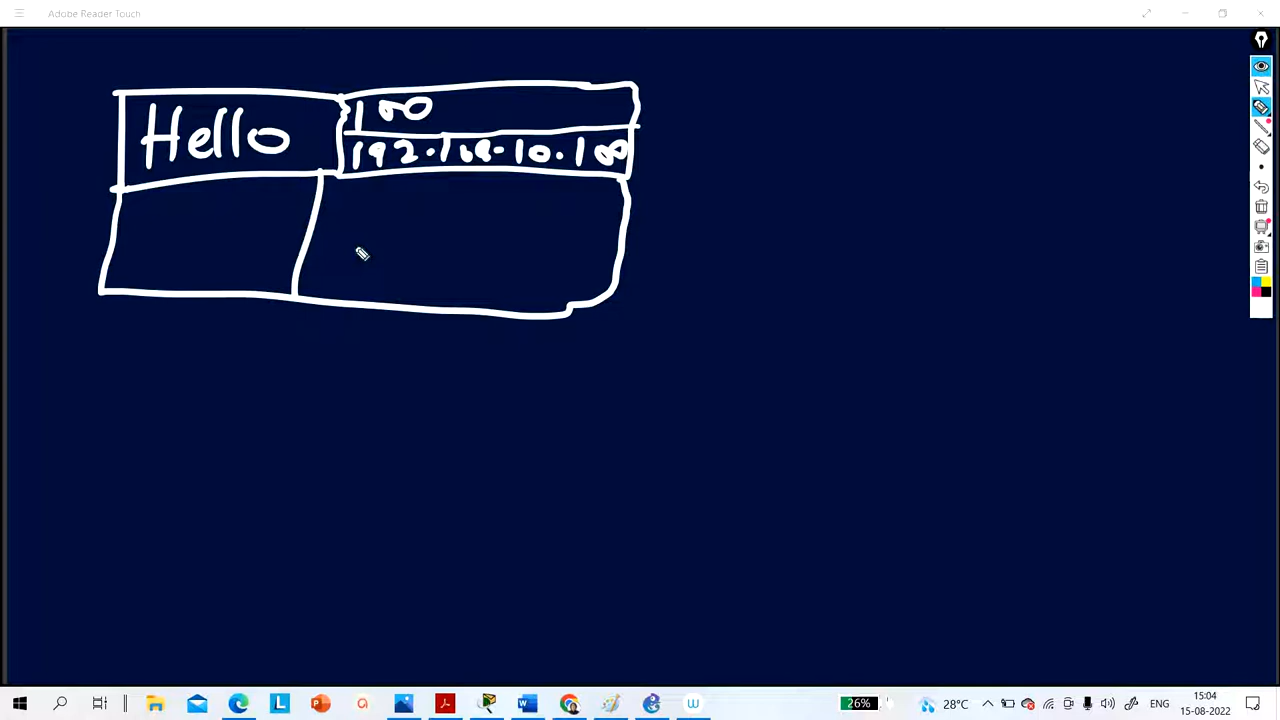 Adobe Reader Touch
Hello
100
192.168.10.100
26%
28°C
ENG
15:04
15-08-2022